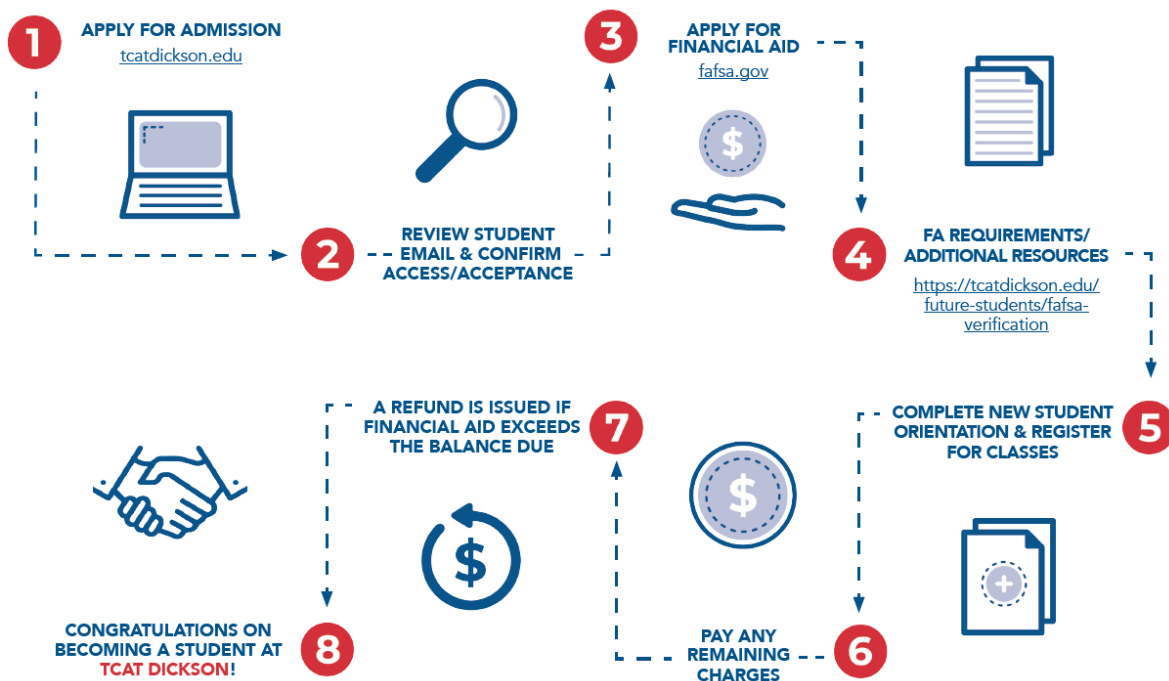 1
APPLY FOR ADMISSION
tcatdickson.edu
2
REVIEW STUDENT
EMAIL & CONFIRM
ACCESS/ACCEPTANCE
3
APPLY FOR
FINANCIAL AID
fafsa.gov
$
4
FA REQUIREMENTS/
ADDITIONAL RESOURCES
https://tcatdickson.edu/
future-students/fafsa-
verification
5
COMPLETE NEW STUDENT
ORIENTATION & REGISTER
FOR CLASSES
6
PAY ANY
REMAINING
CHARGES
$
7
A REFUND IS ISSUED IF
FINANCIAL AID EXCEEDS
THE BALANCE DUE
$
8
CONGRATULATIONS ON
BECOMING A STUDENT AT
TCAT DICKSON!